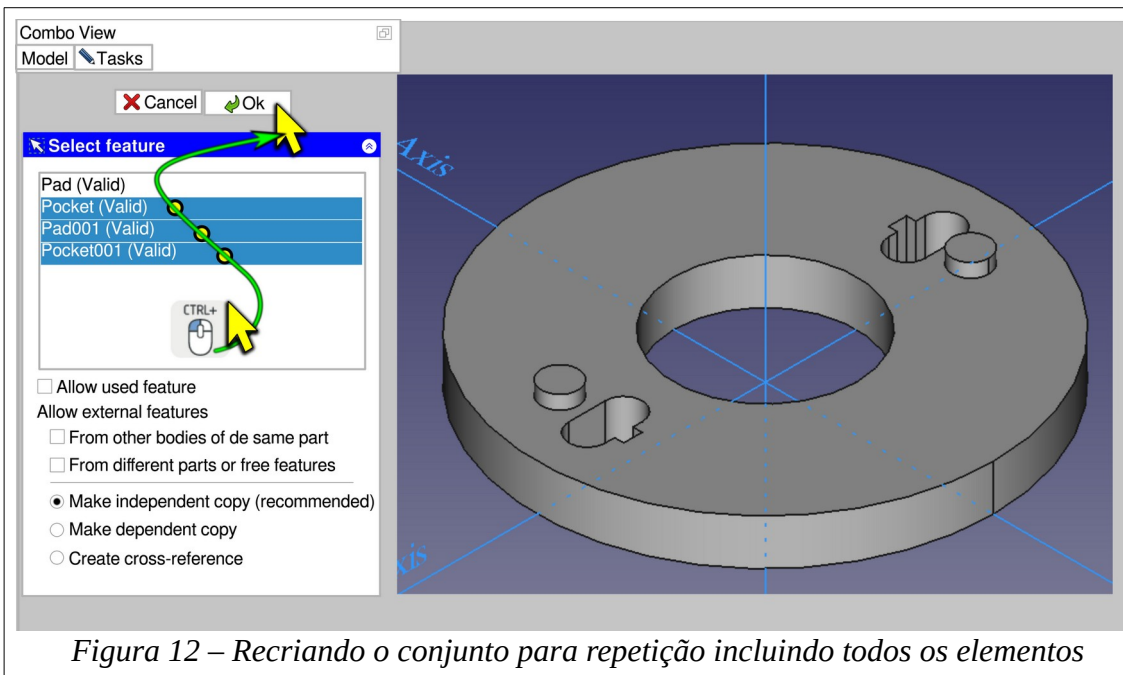 Combo View
Model Tasks
Cancel Ok
Select feature
Pad (Valid)
Pocket (Valid)
Pad001 (Valid)
Pocket001 (Valid)
CTRL+
Allow used feature
Allow external features
From other bodies of de same part
From different parts or free features
Make independent copy (recommended)
Make dependent copy
Create cross-reference
Axis
xis
Figura 12 – Recriando o conjunto para repetição incluindo todos os elementos